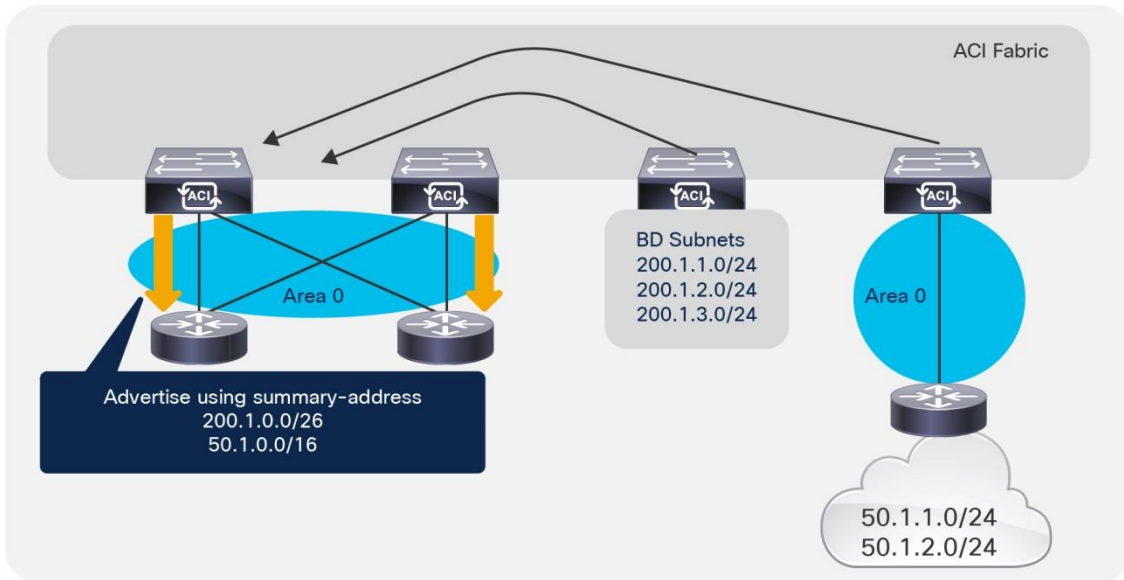 ACI Fabric
ACI
ACI
ACI
ACI
BD Subnets
200.1.1.0/24
200.1.2.0/24
200.1.3.0/24
Area 0
Area 0
Advertise using summary-address
200.1.0.0/26
50.1.0.0/16
50.1.1.0/24
50.1.2.0/24